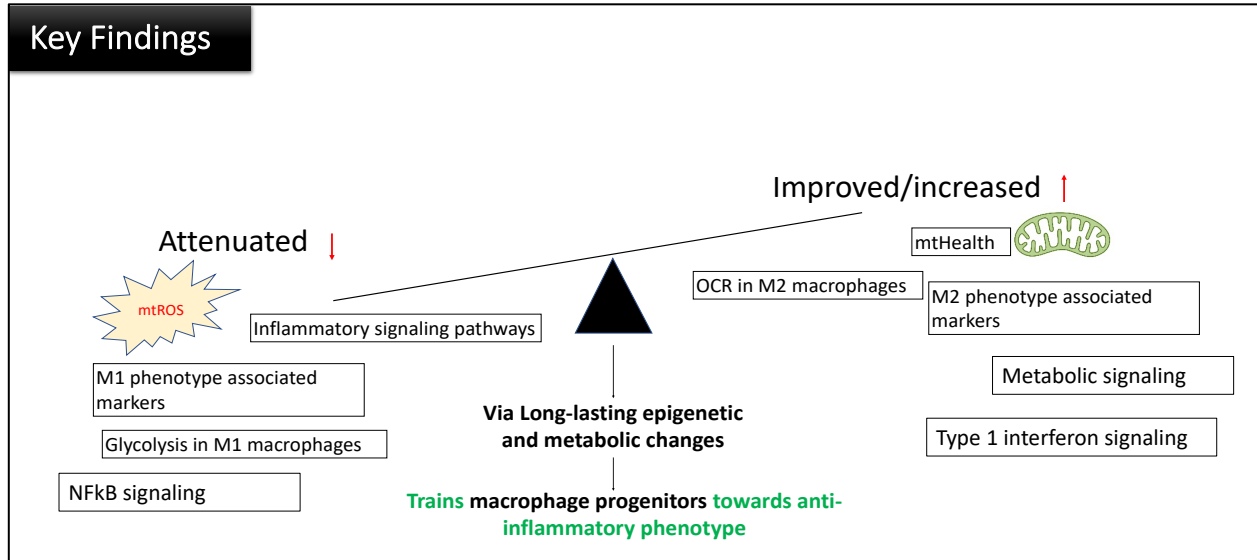 Key Findings
Improved/increased
Attenuated
mtHealth
mtROS
OCR in M2 macrophages
M2 phenotype associated
markers
Inflammatory signaling pathways
M1 phenotype associated
markers
Metabolic signaling
Via Long-lasting epigenetic
and metabolic changes
Glycolysis in M1 macrophages
Type 1 interferon signaling
NFkB signaling
Trains macrophage progenitors towards anti-
inflammatory phenotype